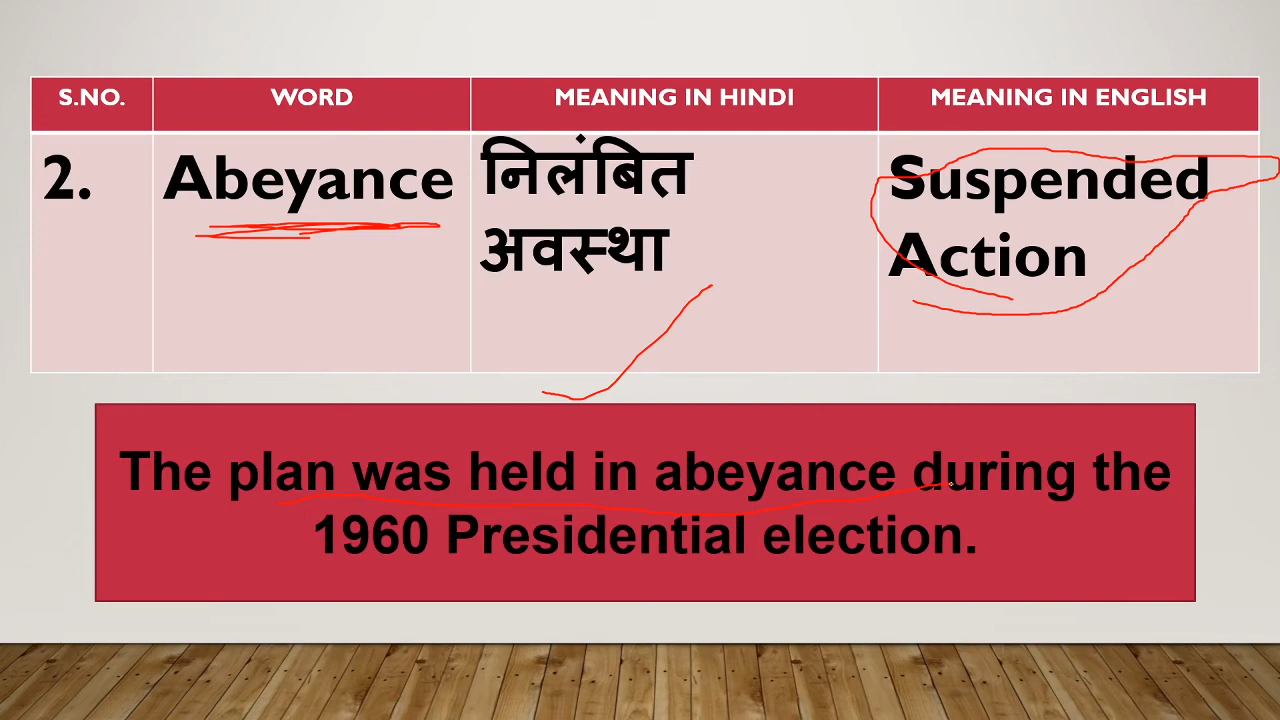 S.NO. WORD MEANING IN HINDI MEANING IN ENGLISH
2. Abeyance निलंबित Suspended
अवस्था Action
The plan was held in abeyance during the
1960 Presidential election.